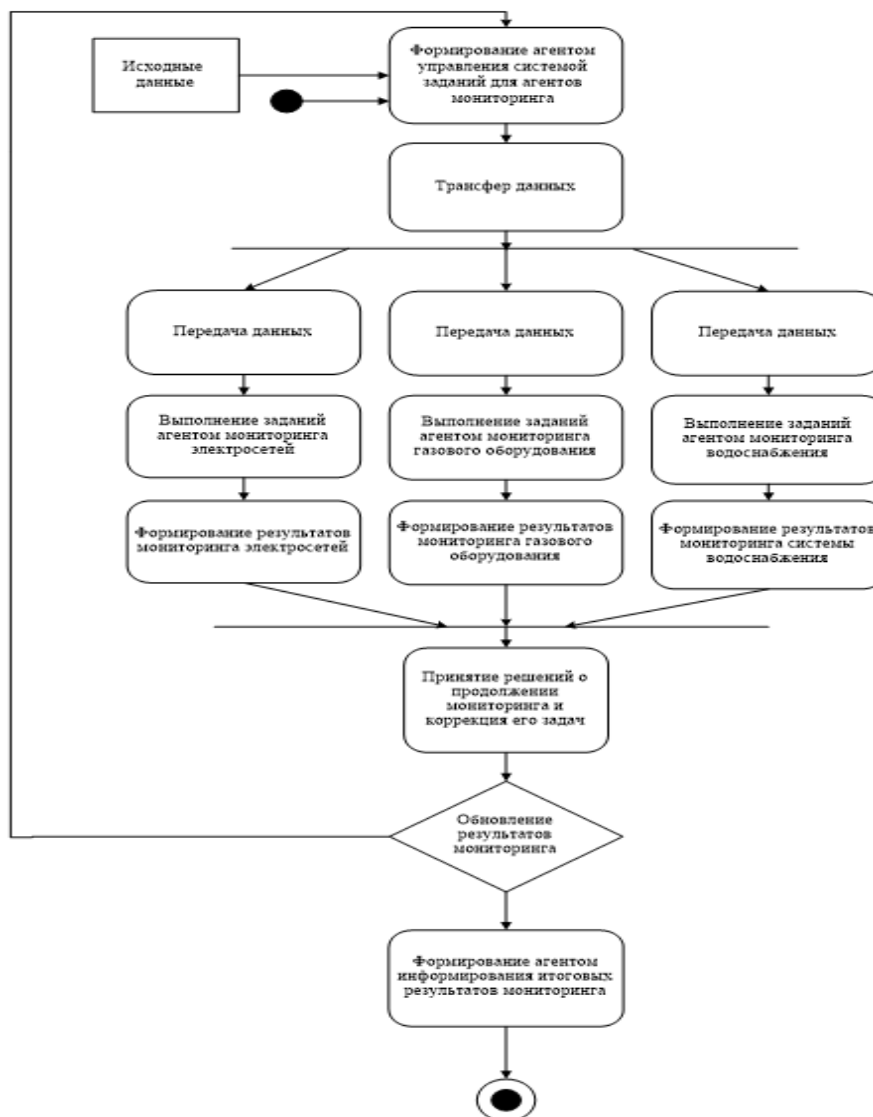 Формирование агентом
управления системой
заданий для агентов
мониторинга
Исходные
данные
Трансфер данных
Передача данных
Передача данных
Передача данных
Выполнение заданий
агентом мониторинга
электросетей
Выполнение заданий
агентом мониторинга
газового оборудования
Выполнение заданий
агентом мониторинга
водоснабжения
Формирование результатов
мониторинга электросетей
Формирование результатов
мониторинга газового
оборудования
Формирование результатов
мониторинга системы
водоснабжения
Принятие решений о
продолжении
мониторинга и
коррекция его задач
Обновление
результатов
мониторинга
Формирование агентом
информирования итоговых
результатов мониторинга